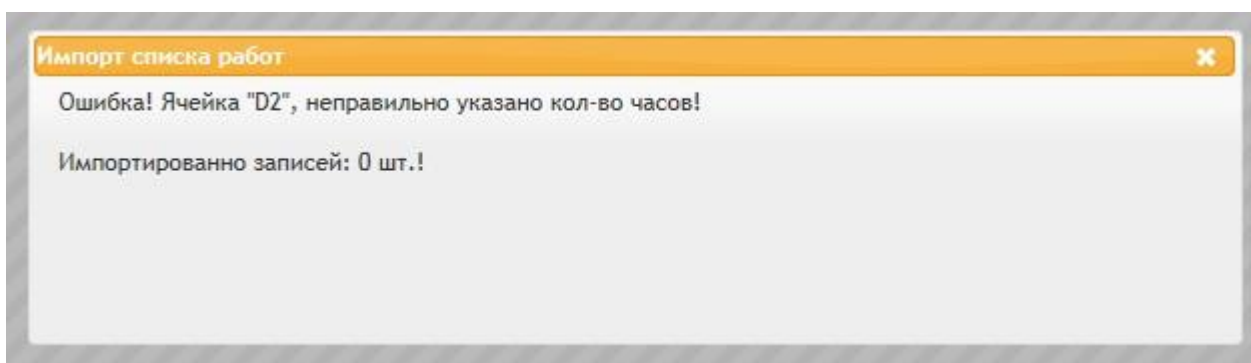 Импорт списка работ
Ошибка! Ячейка "D2", неправильно указано кол-во часов!
Импортированно записей: 0 шт.!